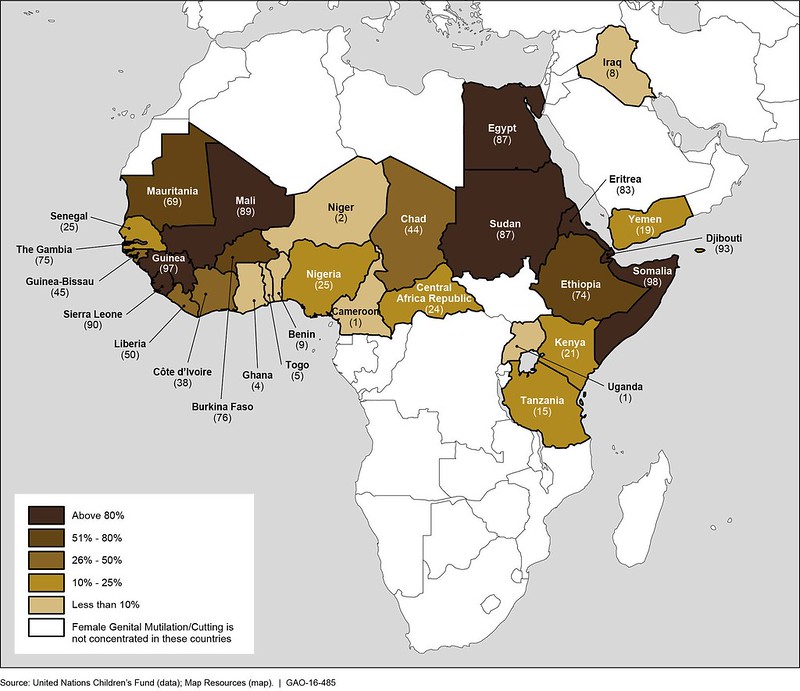 Iraq
(8)
Egypt
(87)
Eritrea
(83)
Mauritania
(69)
Mali
(89)
Niger
(2)
Chad
(44)
Sudan
(87)
Yemen
(19)
Senegal
(25)
Djibouti
(93)
The Gambia
(75)
Guinea
(97)
Nigeria
(25)
Central
Africa Republic
(24)
Ethiopia
(74)
Somalia
(98)
Guinea-Bissau
(45)
Sierra Leone
(90)
Cameroon
(1)
Benin
(9)
Kenya
(21)
Liberia
(50)
Côte d’Ivoire
(38)
Ghana
(4)
Togo
(5)
Uganda
(1)
Burkina Faso
(76)
Tanzania
(15)
Above 80%
51% - 80%
26% - 50%
10% - 25%
Less than 10%
Female Genital Mutilation/Cutting is
not concentrated in these countries
Source: United Nations Children’s Fund (data); Map Resources (map). | GAO-16-485